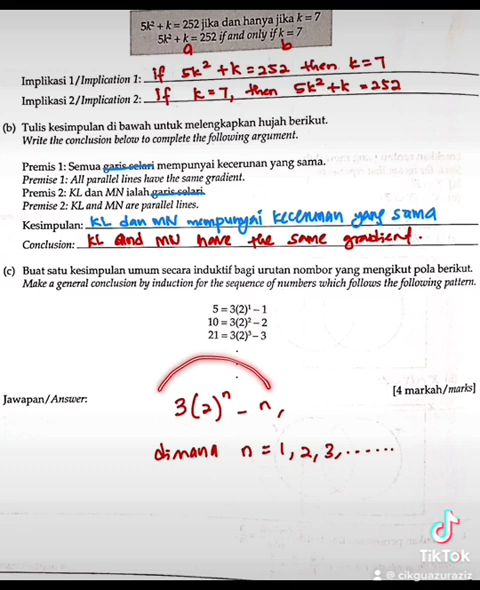 5k² + k = 252 jika dan hanya jika k = 7
5k² + k = 252 if and only if k = 7
a b
Implikasi 1/Implication 1: if 5k² + k = 252 then k = 7
Implikasi 2/Implication 2: If k = 7, then 5k² + k = 252
(b) Tulis kesimpulan di bawah untuk melengkapkan hujah berikut.
Write the conclusion below to complete the following argument.
Premis 1: Semua garis selari mempunyai kecerunan yang sama.
Premise 1: All parallel lines have the same gradient.
Premis 2: KL dan MN ialah garis selari.
Premise 2: KL and MN are parallel lines.
Kesimpulan: KL dan MN mempunyai kecerunan yang sama
Conclusion: KL and MN have the same gradient.
(c) Buat satu kesimpulan umum secara induktif bagi urutan nombor yang mengikut pola berikut.
Make a general conclusion by induction for the sequence of numbers which follows the following pattern.
5 = 3(2)¹ – 1
10 = 3(2)² – 2
21 = 3(2)³ – 3
[4 markah/marks]
Jawapan/Answer:
3(2)ⁿ - n,
dimana n = 1, 2, 3, ......
TikTok
@cikguazuraziz